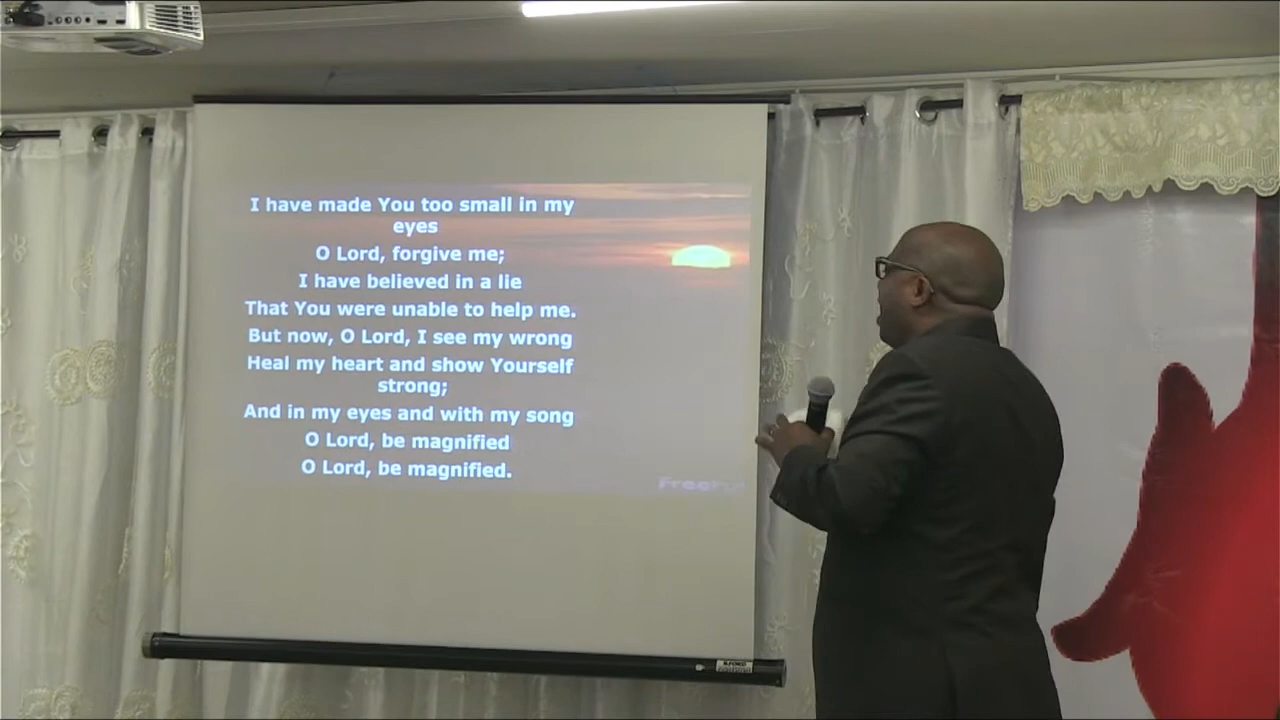 I have made You too small in my
eyes
O Lord, forgive me;
I have believed in a lie
That You were unable to help me.
But now, O Lord, I see my wrong
Heal my heart and show Yourself
strong;
And in my eyes and with my song
O Lord, be magnified
O Lord, be magnified.